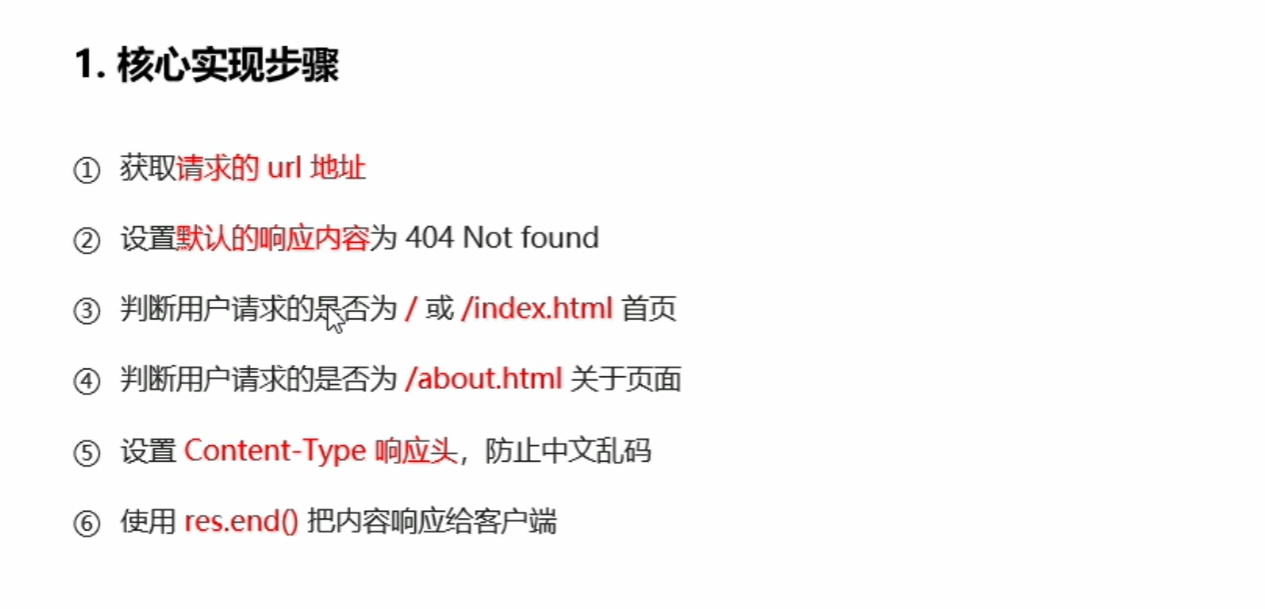 1. 核心实现步骤
① 获取请求的 url 地址
② 设置默认的响应内容为 404 Not found
③ 判断用户请求的是否为 / 或 /index.html 首页
④ 判断用户请求的是否为 /about.html 关于页面
⑤ 设置 Content-Type 响应头，防止中文乱码
⑥ 使用 res.end() 把内容响应给客户端